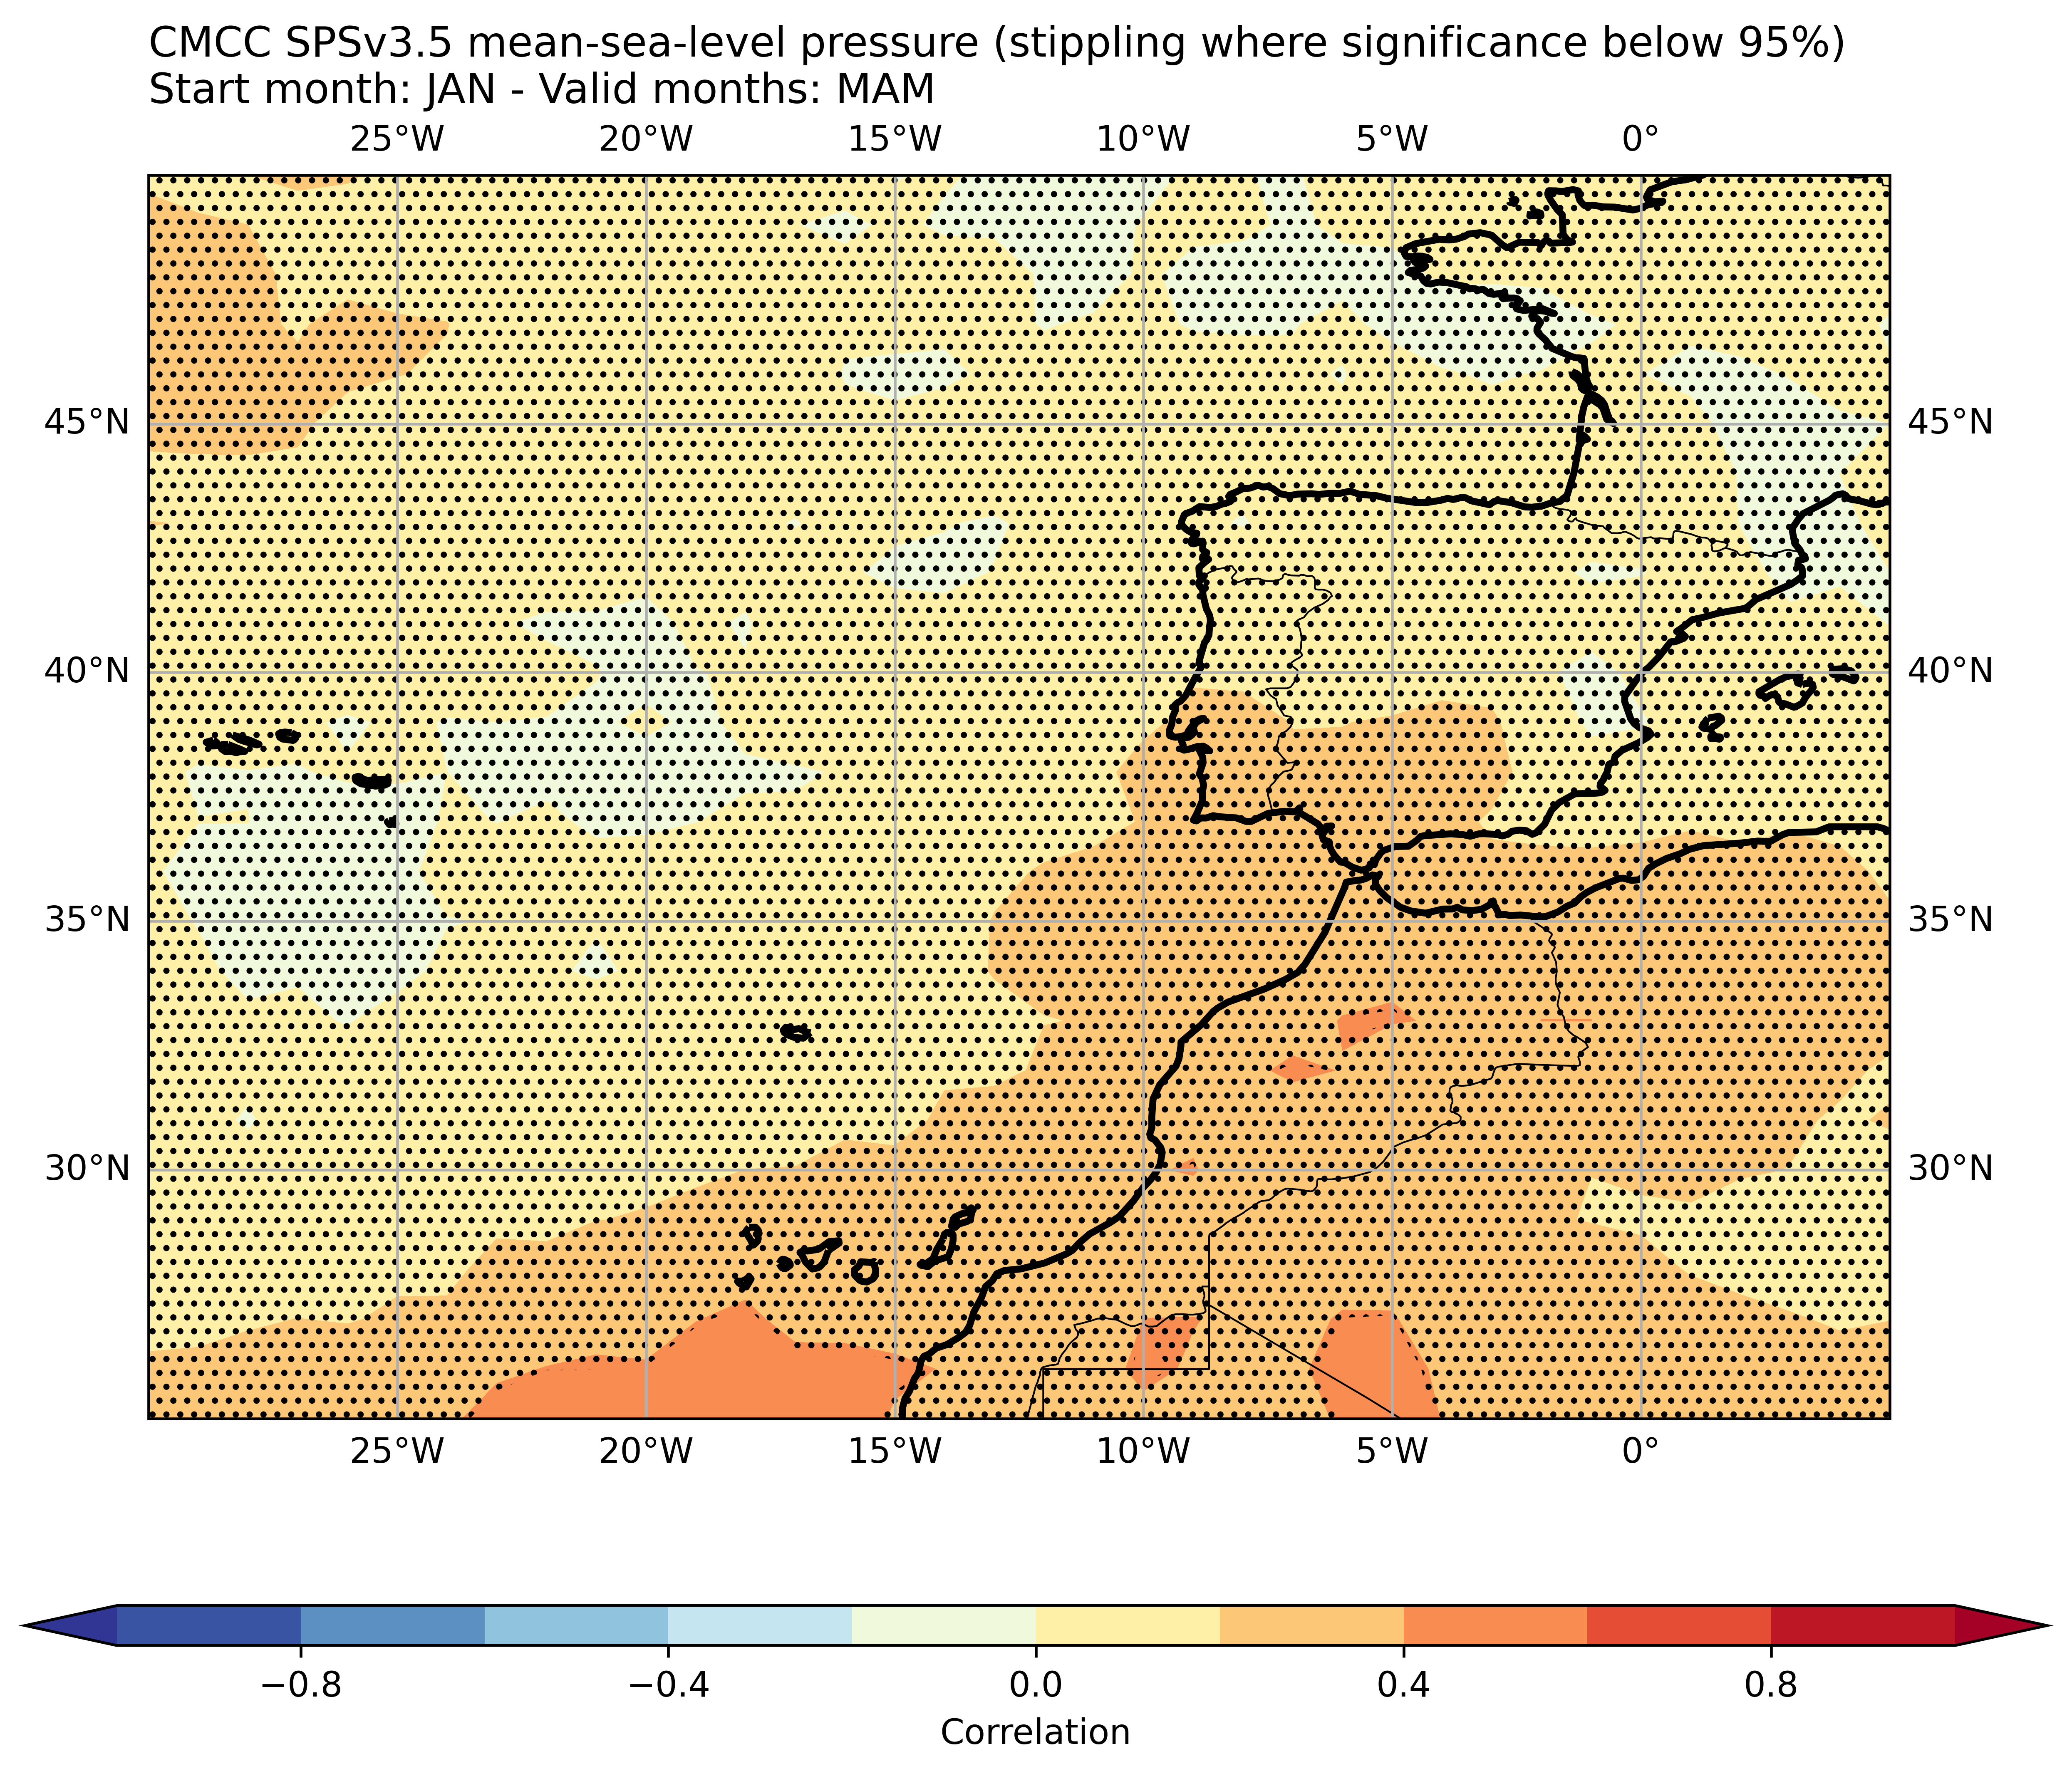 CMCC SPSv3.5 mean-sea-level pressure (stippling where significance below 95%)
Start month: JAN - Valid months: MAM
25°W 20°W 15°W 10°W 5°W 0°
45°N 45°N
40°N 40°N
35°N 35°N
30°N 30°N
25°W 20°W 15°W 10°W 5°W 0°
−0.8 −0.4 0.0 0.4 0.8
Correlation